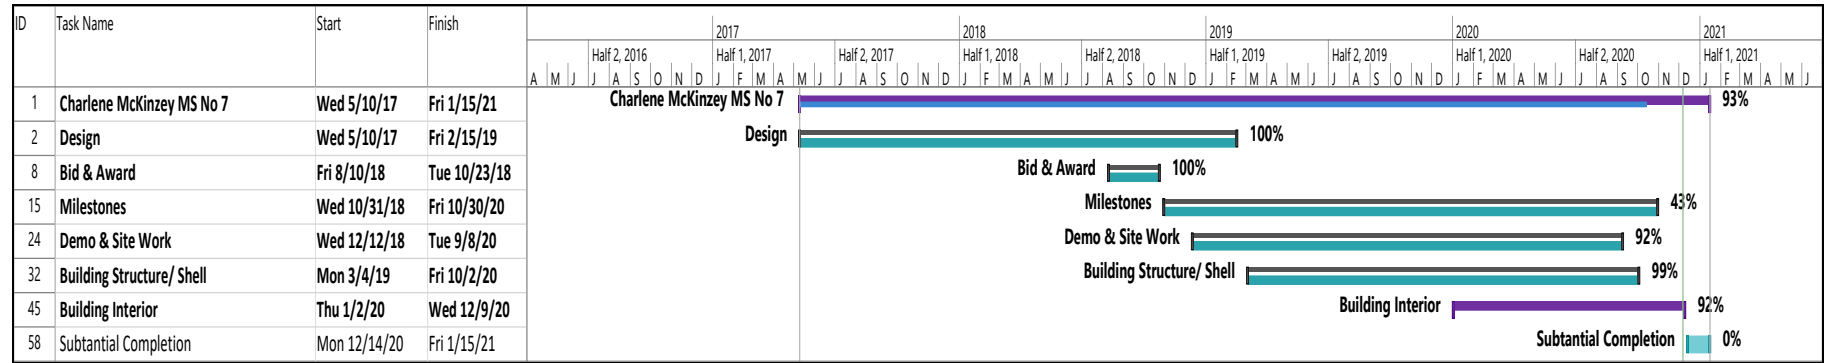 ID Task Name Start Finish
2017 2018 2019 2020 2021
Half 2, 2016 Half 1, 2017 Half 2, 2017 Half 1, 2018 Half 2, 2018 Half 1, 2019 Half 2, 2019 Half 1, 2020 Half 2, 2020 Half 1, 2021
A M J J A S O N D J F M A M J J A S O N D J F M A M J J A S O N D J F M A M J J A S O N D J F M A M J J A S O N D J F M A M J
1 Charlene McKinzey MS No 7 Wed 5/10/17 Fri 1/15/21 Charlene McKinzey MS No 7 93%
2 Design Wed 5/10/17 Fri 2/15/19 Design 100%
8 Bid & Award Fri 8/10/18 Tue 10/23/18 Bid & Award 100%
15 Milestones Wed 10/31/18 Fri 10/30/20 Milestones 43%
24 Demo & Site Work Wed 12/12/18 Tue 9/8/20 Demo & Site Work 92%
32 Building Structure/ Shell Mon 3/4/19 Fri 10/2/20 Building Structure/ Shell 99%
45 Building Interior Thu 1/2/20 Wed 12/9/20 Building Interior 92%
58 Subtantial Completion Mon 12/14/20 Fri 1/15/21 Subtantial Completion 0%